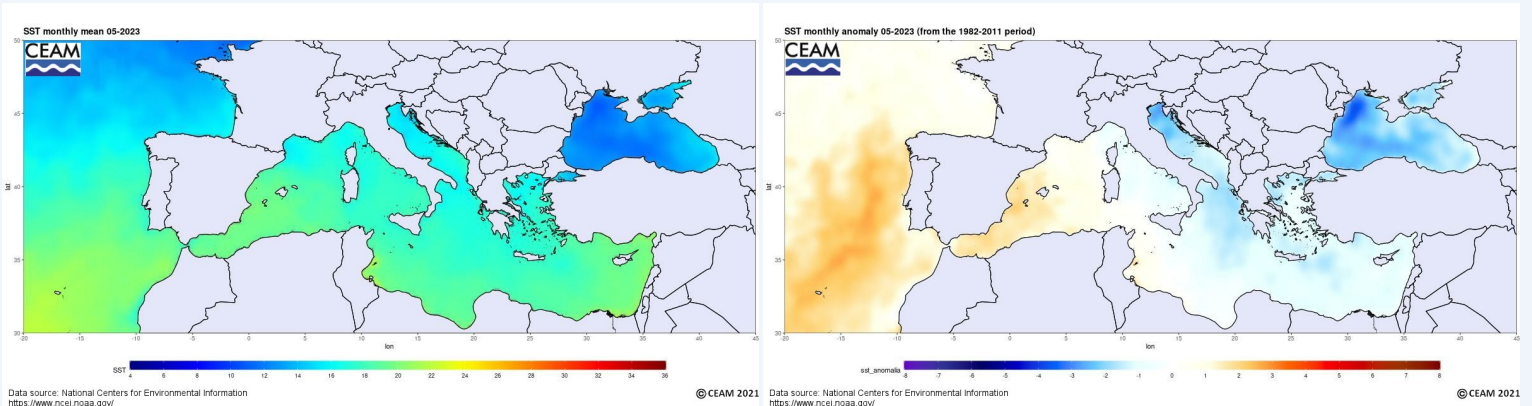 SST monthly mean 05-2023
CEAM
50
45
40
35
30
lat
-20 -15 -10 -5 0 5 10 15 20 25 30 35 40 45
lon
SST
4 6 8 10 12 14 16 18 20 22 24 26 28 30 32 34 36
Data source: National Centers for Environmental Information
https://www.ncei.noaa.gov/
© CEAM 2021
SST monthly anomaly 05-2023 (from the 1982-2011 period)
CEAM
50
45
40
35
30
lat
-20 -15 -10 -5 0 5 10 15 20 25 30 35 40 45
lon
sst_anomalia
-8 -7 -6 -5 -4 -3 -2 -1 0 1 2 3 4 5 6 7 8
Data source: National Centers for Environmental Information
https://www.ncei.noaa.gov/
© CEAM 2021